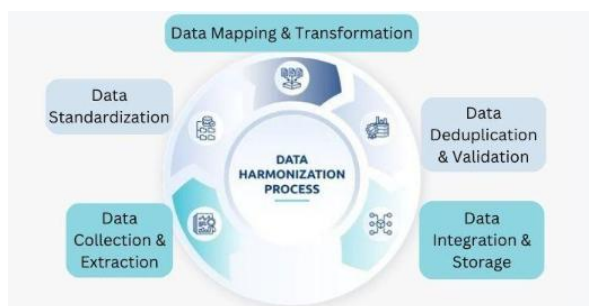 Data Mapping & Transformation
Data
Standardization
Data
Deduplication
& Validation
DATA
HARMONIZATION
PROCESS
Data
Collection &
Extraction
Data
Integration &
Storage